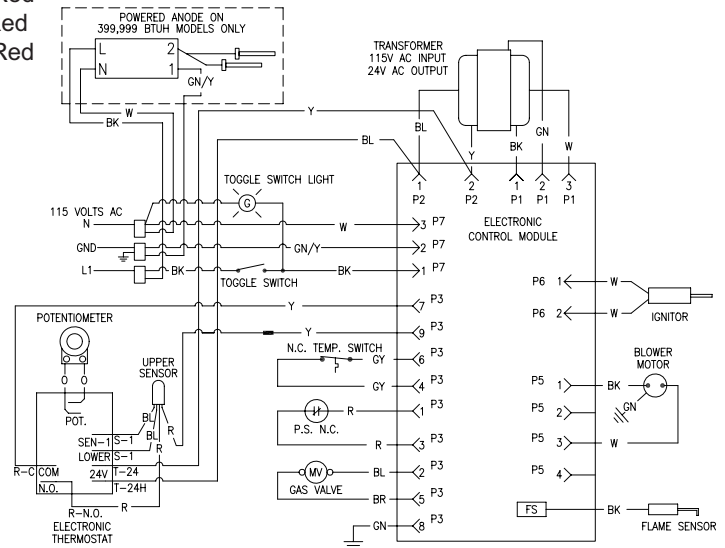 Red
Red
Red
POWERED ANODE ON
399,999 BTUH MODELS ONLY
L
2
N
1
GN/Y
W
BK
TRANSFORMER
115V AC INPUT
24V AC OUTPUT
Y
BL
BL
Y
BK
GN
W
1
2
1
2
3
P2
P2
P1
P1
P1
ELECTRONIC
CONTROL MODULE
TOGGLE SWITCH LIGHT
G
115 VOLTS AC
N
W
3 P7
GND
GN/Y
2 P7
L1
BK
BK
1 P7
TOGGLE SWITCH
Y
7 P3
Y
9 P3
N.C. TEMP. SWITCH
GY
6 P3
GY
4 P3
R
1 P3
P.S. N.C.
R
3 P3
MV
BL
2 P3
GAS VALVE
BR
5 P3
GN
8 P3
P6 1
W
P6 2
W
IGNITOR
BLOWER
MOTOR
P5 1
BK
GN
P5 2
P5 3
W
P5 4
FS
BK
FLAME SENSOR
POTENTIOMETER
O
O
POT.
UPPER
SENSOR
BL
BL
R
R
SEN-1 S-1
LOWER S-1
R-C COM
24V T-24
N.O.
T-24H
R-N.O.
R
ELECTRONIC
THERMOSTAT